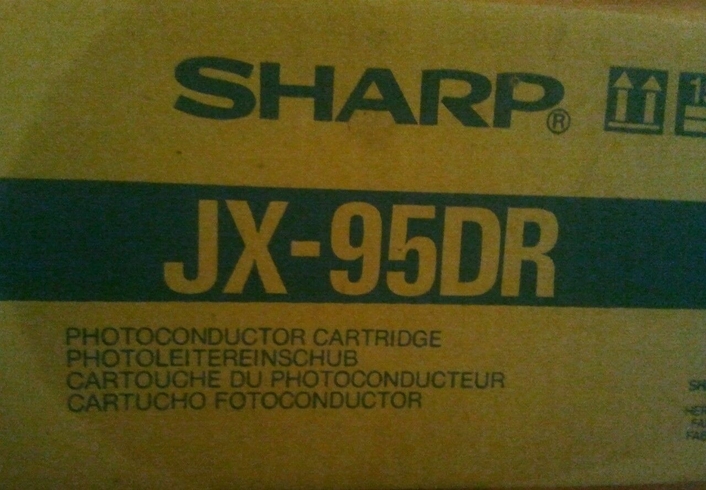 SHARP®
JX-95DR
PHOTOCONDUCTOR CARTRIDGE
PHOTOLEITEREINSCHUB
CARTOUCHE DU PHOTOCONDUCTEUR
CARTUCHO FOTOCONDUCTOR